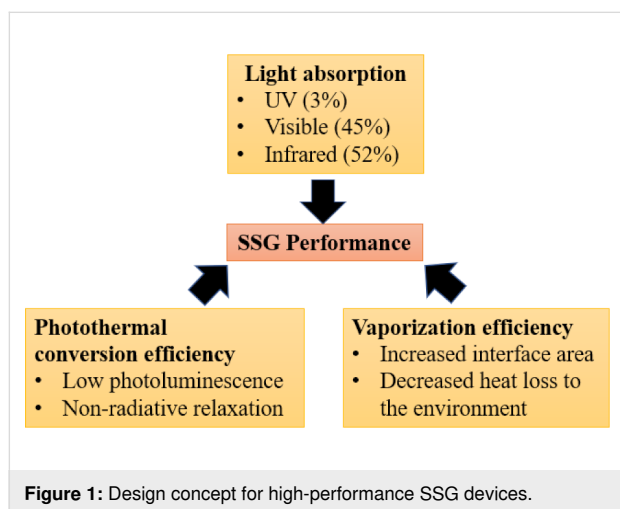 Light absorption
• UV (3%)
• Visible (45%)
• Infrared (52%)
SSG Performance
Photothermal
conversion efficiency
• Low photoluminescence
• Non-radiative relaxation
Vaporization efficiency
• Increased interface area
• Decreased heat loss to
the environment
Figure 1: Design concept for high-performance SSG devices.